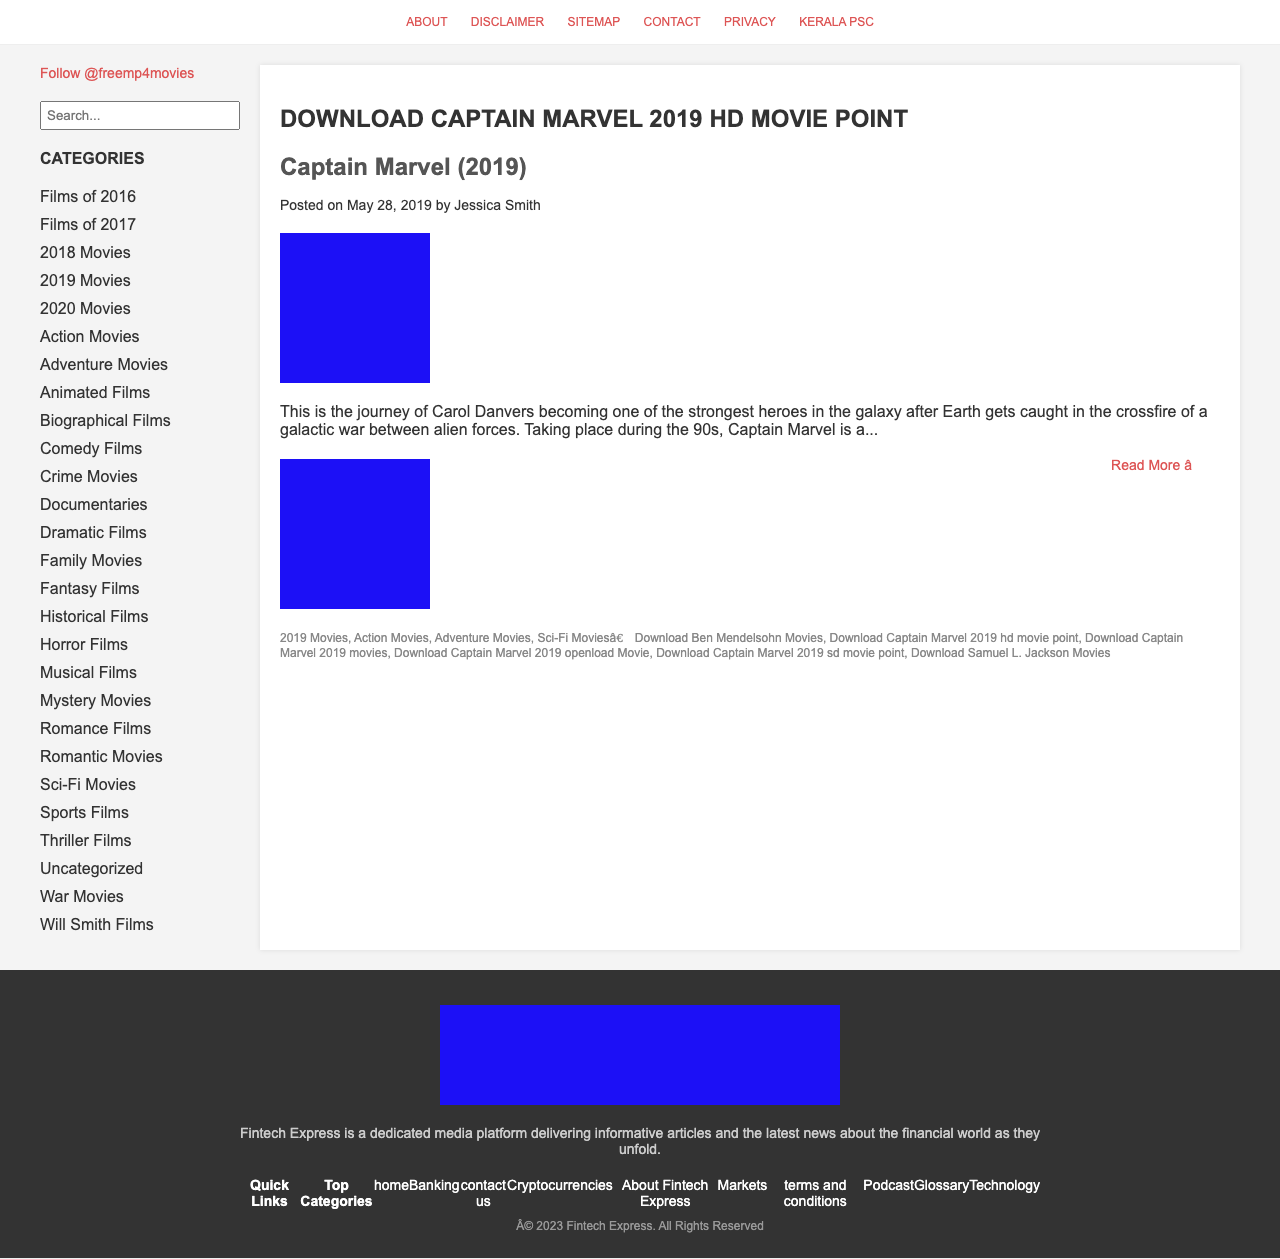 ABOUT DISCLAIMER SITEMAP CONTACT PRIVACY KERALA PSC
Follow @freemp4movies
Search...
CATEGORIES
Films of 2016
Films of 2017
2018 Movies
2019 Movies
2020 Movies
Action Movies
Adventure Movies
Animated Films
Biographical Films
Comedy Films
Crime Movies
Documentaries
Dramatic Films
Family Movies
Fantasy Films
Historical Films
Horror Films
Musical Films
Mystery Movies
Romance Films
Romantic Movies
Sci-Fi Movies
Sports Films
Thriller Films
Uncategorized
War Movies
Will Smith Films
DOWNLOAD CAPTAIN MARVEL 2019 HD MOVIE POINT
Captain Marvel (2019)
Posted on May 28, 2019 by Jessica Smith
This is the journey of Carol Danvers becoming one of the strongest heroes in the galaxy after Earth gets caught in the crossfire of a
galactic war between alien forces. Taking place during the 90s, Captain Marvel is a...
Read More â
2019 Movies, Action Movies, Adventure Movies, Sci-Fi Moviesâ€ Download Ben Mendelsohn Movies, Download Captain Marvel 2019 hd movie point, Download Captain
Marvel 2019 movies, Download Captain Marvel 2019 openload Movie, Download Captain Marvel 2019 sd movie point, Download Samuel L. Jackson Movies
Fintech Express is a dedicated media platform delivering informative articles and the latest news about the financial world as they
unfold.
Quick Links
Top Categories
home
Banking
contact us
Cryptocurrencies
About Fintech Express
Markets
terms and conditions
Podcast
Glossary
Technology
Â© 2023 Fintech Express. All Rights Reserved